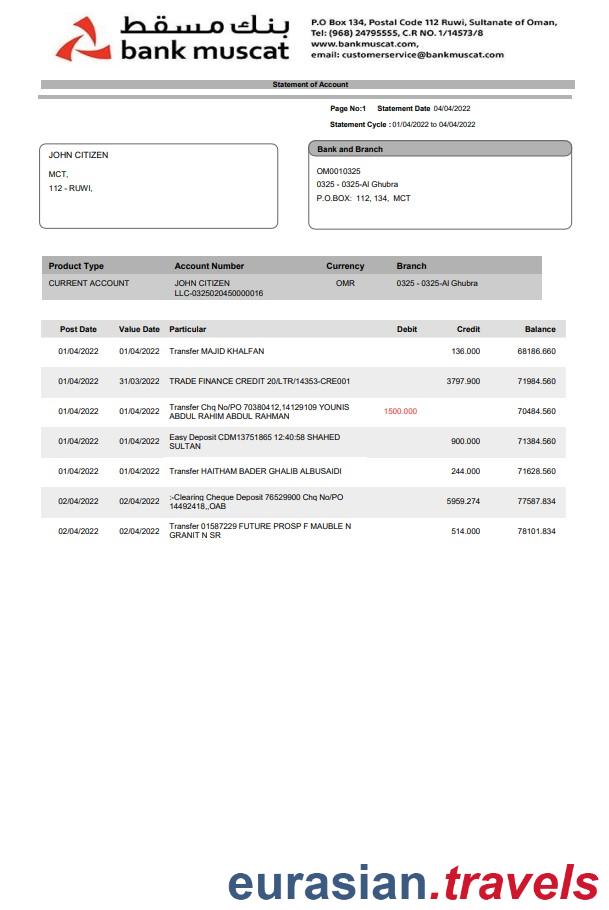 بنك مسقط
bank muscat
P.O Box 134, Postal Code 112 Ruwi, Sultanate of Oman,
Tel: (968) 24795555, C.R NO. 1/14573/8
www.bankmuscat.com,
email: customerservice@bankmuscat.com
Statement of Account
Page No:1 Statement Date 04/04/2022
Statement Cycle : 01/04/2022 to 04/04/2022
JOHN CITIZEN
MCT,
112 - RUWI,
Bank and Branch
OM0010325
0325 - 0325-Al Ghubra
P.O.BOX: 112, 134, MCT
Product Type Account Number Currency Branch
CURRENT ACCOUNT JOHN CITIZEN OMR 0325 - 0325-Al Ghubra
LLC-0325020450000016
Post Date Value Date Particular Debit Credit Balance
01/04/2022 01/04/2022 Transfer MAJID KHALFAN 136.000 68186.660
01/04/2022 31/03/2022 TRADE FINANCE CREDIT 20/LTR/14353-CRE001 3797.900 71984.560
01/04/2022 01/04/2022 Transfer Chq No/PO 70380412,14129109 YOUNIS 1500.000 70484.560
ABDUL RAHIM ABDUL RAHMAN
01/04/2022 01/04/2022 Easy Deposit CDM13751865 12:40:58 SHAHED 900.000 71384.560
SULTAN
01/04/2022 01/04/2022 Transfer HAITHAM BADER GHALIB ALBUSAIDI 244.000 71628.560
02/04/2022 02/04/2022 :-Clearing Cheque Deposit 76529900 Chq No/PO 5959.274 77587.834
14492418,,OAB
02/04/2022 02/04/2022 Transfer 01587229 FUTURE PROSP F MAUBLE N 514.000 78101.834
GRANIT N SR
eurasian.travels